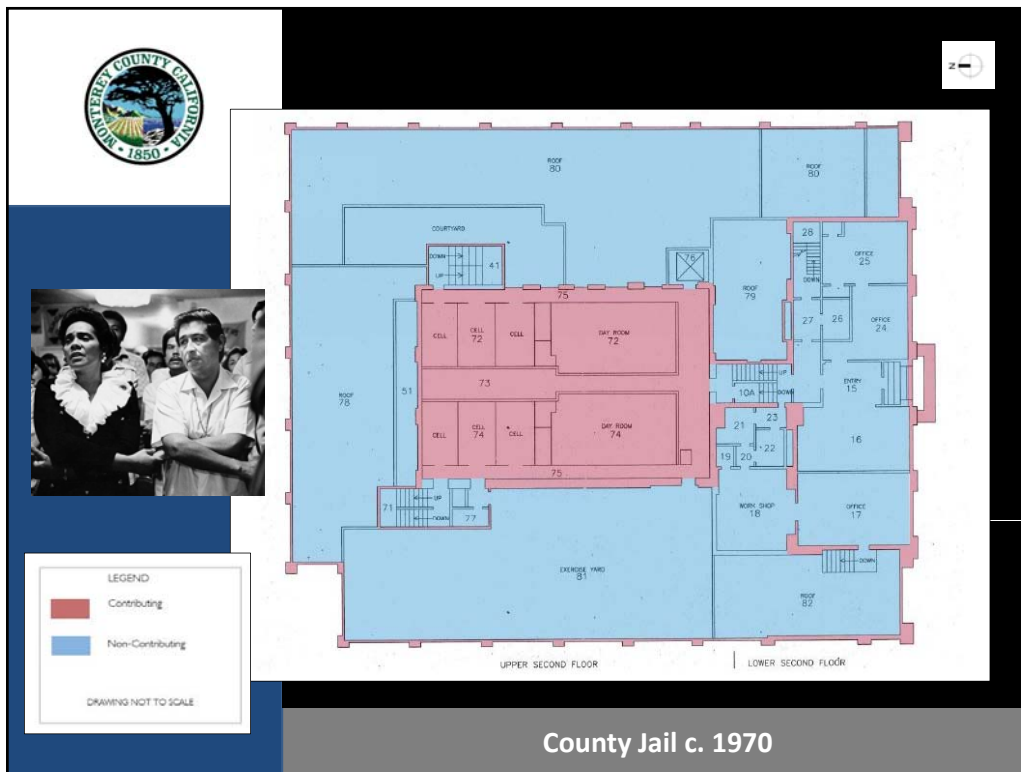 MONTEREY COUNTY CALIFORNIA
• 1850 •
N
ROOF
80
ROOF
80
COURTYARD
DOWN
UP
41
28
DOWN
OFFICE
25
76
75
ROOF
79
27
26
OFFICE
24
CELL
CELL
72
CELL
DAY ROOM
72
51
ROOF
78
73
UP
10A
DOWN
ENTRY
15
CELL
CELL
74
CELL
DAY ROOM
74
21
23
22
19
20
16
75
71
UP
DOWN
77
WORK SHOP
18
OFFICE
17
EXERCISE YARD
81
DOWN
ROOF
82
UPPER SECOND FLOOR
LOWER SECOND FLOOR
LEGEND
Contributing
Non-Contributing
DRAWING NOT TO SCALE
County Jail c. 1970